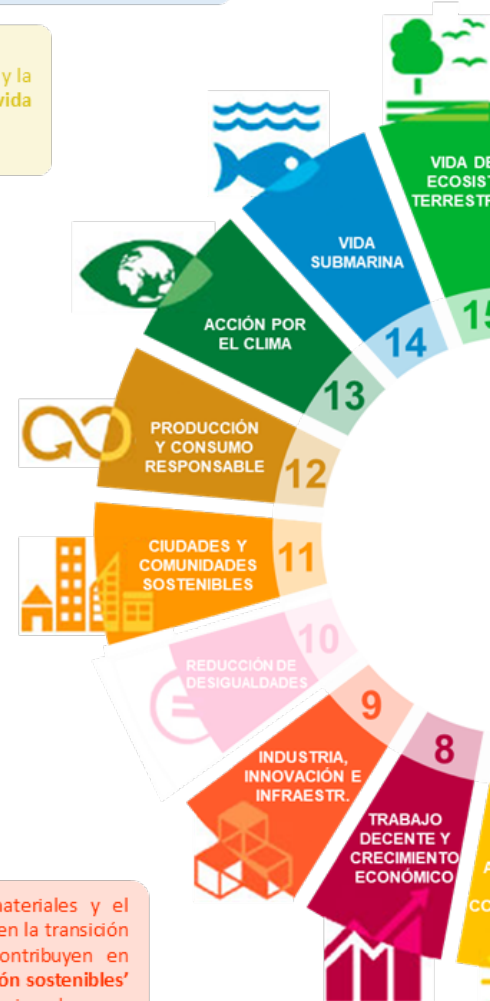 y la
vida
VIDA DE
ECOSIST
TERRESTR
15
VIDA
SUBMARINA
14
ACCIÓN POR
EL CLIMA
13
PRODUCCIÓN
Y CONSUMO
RESPONSABLE
12
CIUDADES Y
COMUNIDADES
SOSTENIBLES
11
REDUCCIÓN DE
DESIGUALDADES
10
INDUSTRIA,
INNOVACIÓN E
INFRAESTR.
9
TRABAJO
DECENTE Y
CRECIMIENTO
ECONÓMICO
8
A
CO
materiales y el
en la transición
contribuyen en
ón sostenibles'